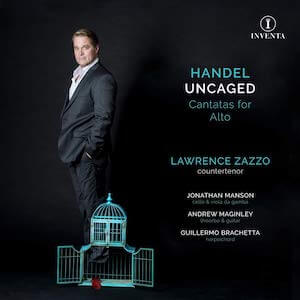 INVENTA
HANDEL
UNCAGED
Cantatas for
Alto
LAWRENCE ZAZZO
countertenor
JONATHAN MANSON
cello & viola da gamba
ANDREW MAGINLEY
theorbo & guitar
GUILLERMO BRACHETTA
harpsichord